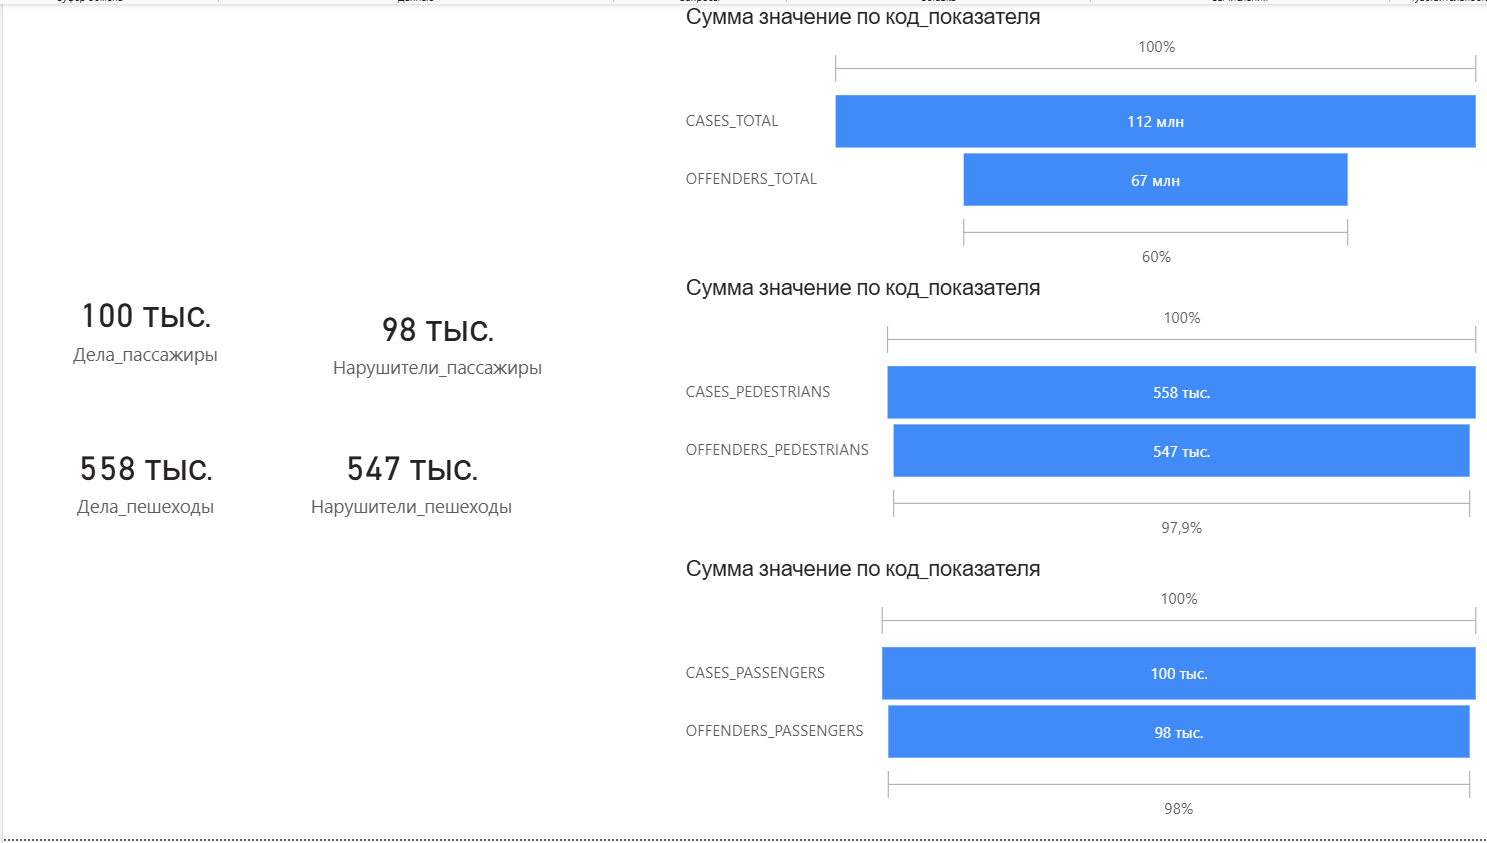 Сумма значение по код_показателя
100%
CASES_TOTAL
112 млн
OFFENDERS_TOTAL
67 млн
60%
100 тыс.
Дела_пассажиры
98 тыс.
Нарушители_пассажиры
558 тыс.
Дела_пешеходы
547 тыс.
Нарушители_пешеходы
Сумма значение по код_показателя
100%
CASES_PEDESTRIANS
558 тыс.
OFFENDERS_PEDESTRIANS
547 тыс.
97,9%
Сумма значение по код_показателя
100%
CASES_PASSENGERS
100 тыс.
OFFENDERS_PASSENGERS
98 тыс.
98%